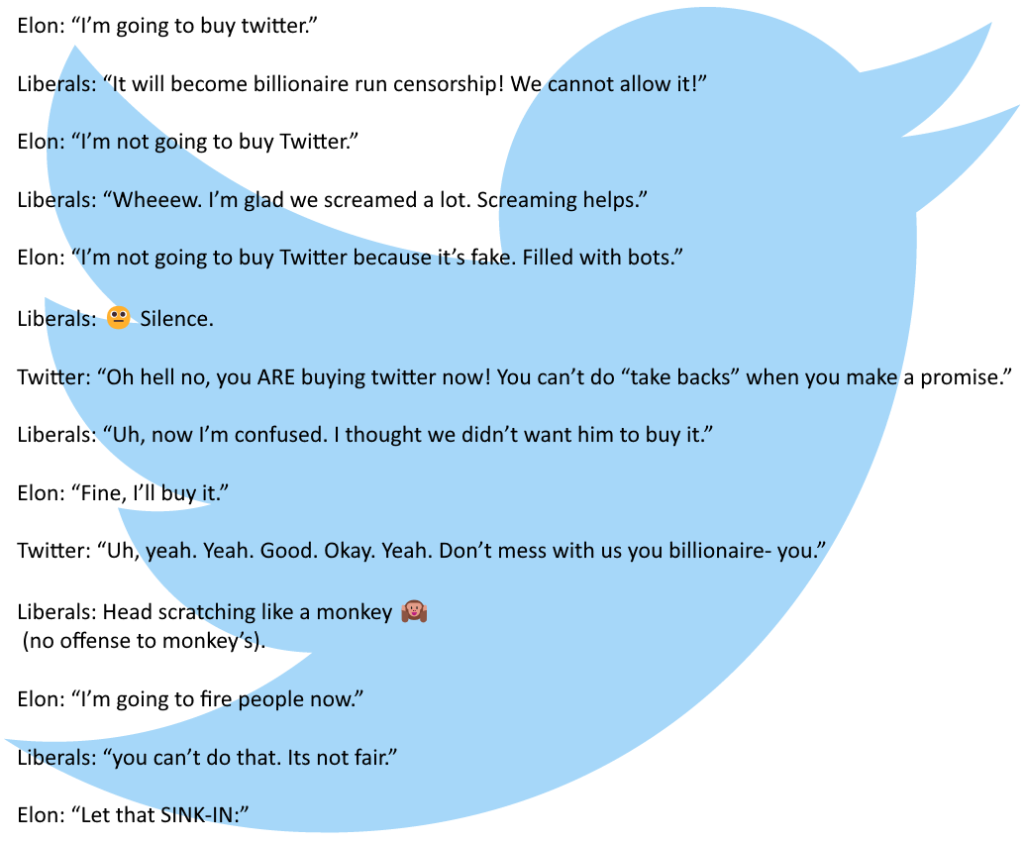 Elon: “I’m going to buy twitter.”
Liberals: “It will become billionaire run censorship! We cannot allow it!”
Elon: “I’m not going to buy Twitter.”
Liberals: “Wheeew. I’m glad we screamed a lot. Screaming helps.”
Elon: “I’m not going to buy Twitter because it’s fake. Filled with bots.”
Liberals: 😐 Silence.
Twitter: “Oh hell no, you ARE buying twitter now! You can’t do “take backs” when you make a promise.”
Liberals: “Uh, now I’m confused. I thought we didn’t want him to buy it.”
Elon: “Fine, I’ll buy it.”
Twitter: “Uh, yeah. Yeah. Good. Okay. Yeah. Don’t mess with us you billionaire- you.”
Liberals: Head scratching like a monkey 🙉
(no offense to monkey’s).
Elon: “I’m going to fire people now.”
Liberals: “you can’t do that. Its not fair.”
Elon: “Let that SINK-IN:”